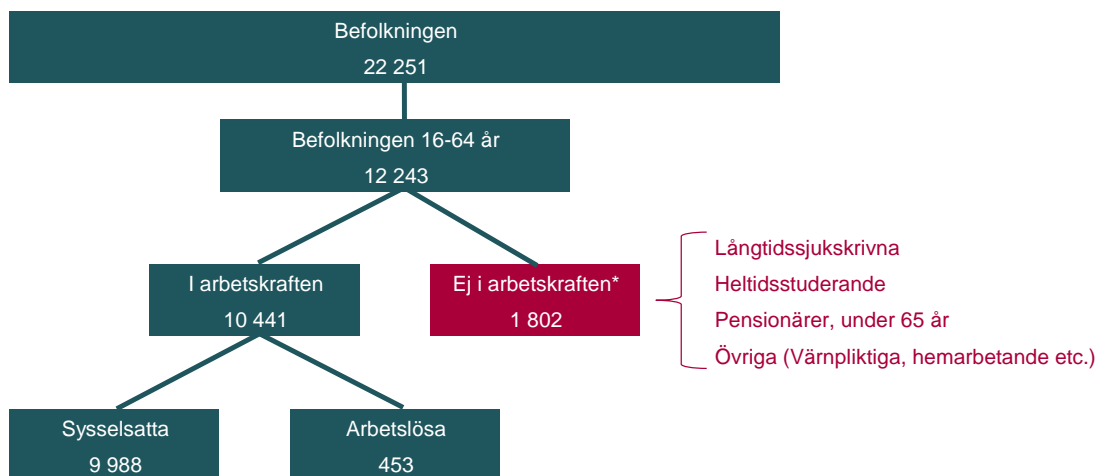 Befolkningen
22 251
Befolkningen 16-64 år
12 243
I arbetskraften
10 441
Ej i arbetskraften*
1 802
Långtidssjukskrivna
Heltidsstuderande
Pensionärer, under 65 år
Övriga (Värnpliktiga, hemarbetande etc.)
Sysselsatta
9 988
Arbetslösa
453